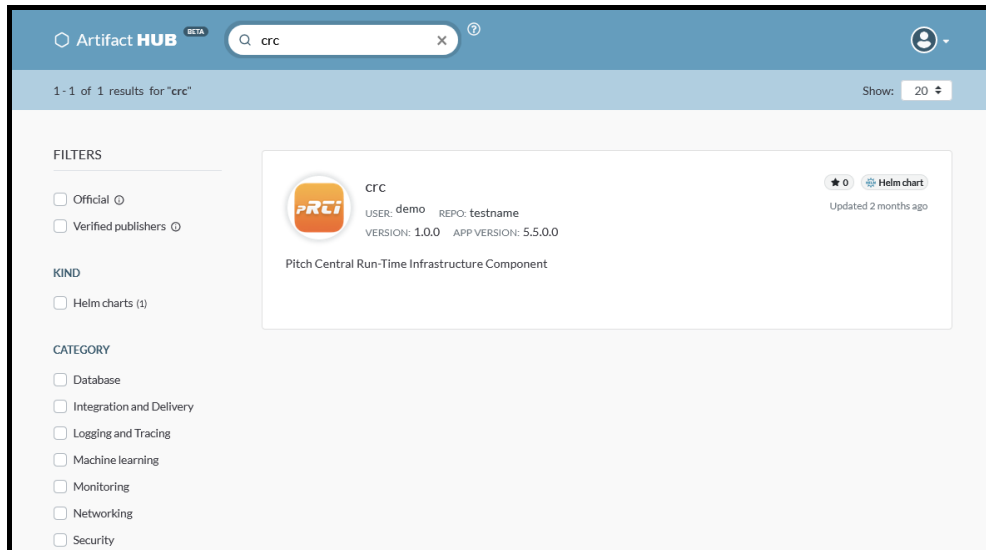 Artifact HUB BETA
crc
1 - 1 of 1 results for "crc"
Show: 20
FILTERS
Official
Verified publishers
KIND
Helm charts (1)
CATEGORY
Database
Integration and Delivery
Logging and Tracing
Machine learning
Monitoring
Networking
Security
pRTI
crc
USER: demo REPO: testname
VERSION: 1.0.0 APP VERSION: 5.5.0.0
0 Helm chart
Updated 2 months ago
Pitch Central Run-Time Infrastructure Component